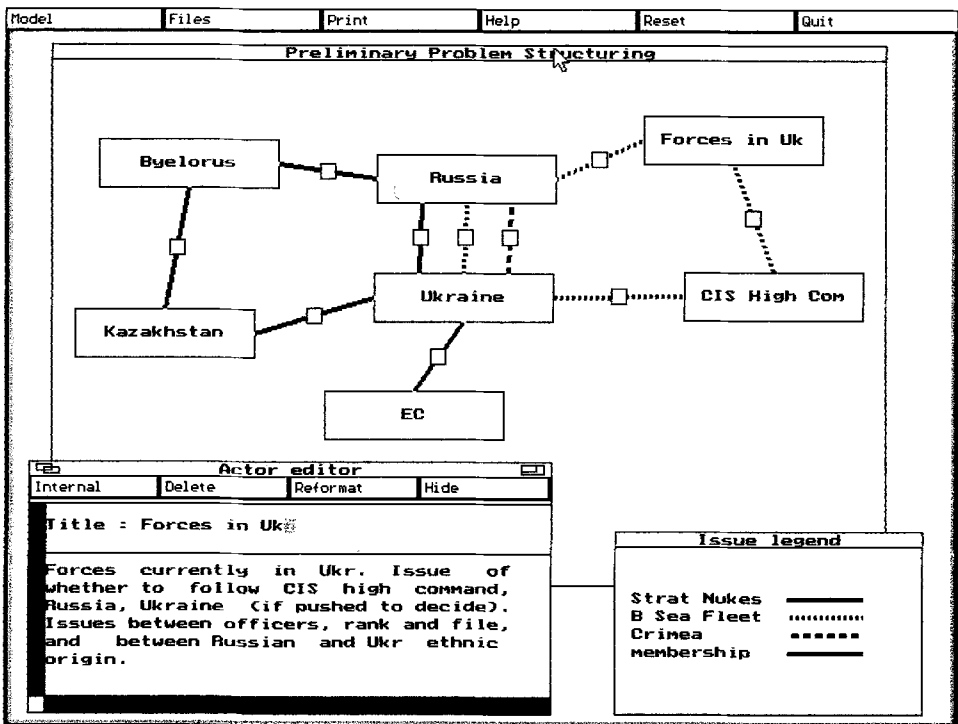 Model Files Print Help Reset Quit
Preliminary Problem Structuring
Forces in Uk
Byelorus
Russia
Ukraine
CIS High Com
Kazakhstan
EC
Actor editor
Internal Delete Reformat Hide
Title : Forces in Uk
Forces currently in Ukr. Issue of
whether to follow CIS high command,
Russia, Ukraine (if pushed to decide).
Issues between officers, rank and file,
and between Russian and Ukr ethnic
origin.
Issue legend
Strat Nukes
B Sea Fleet
Crimea
membership